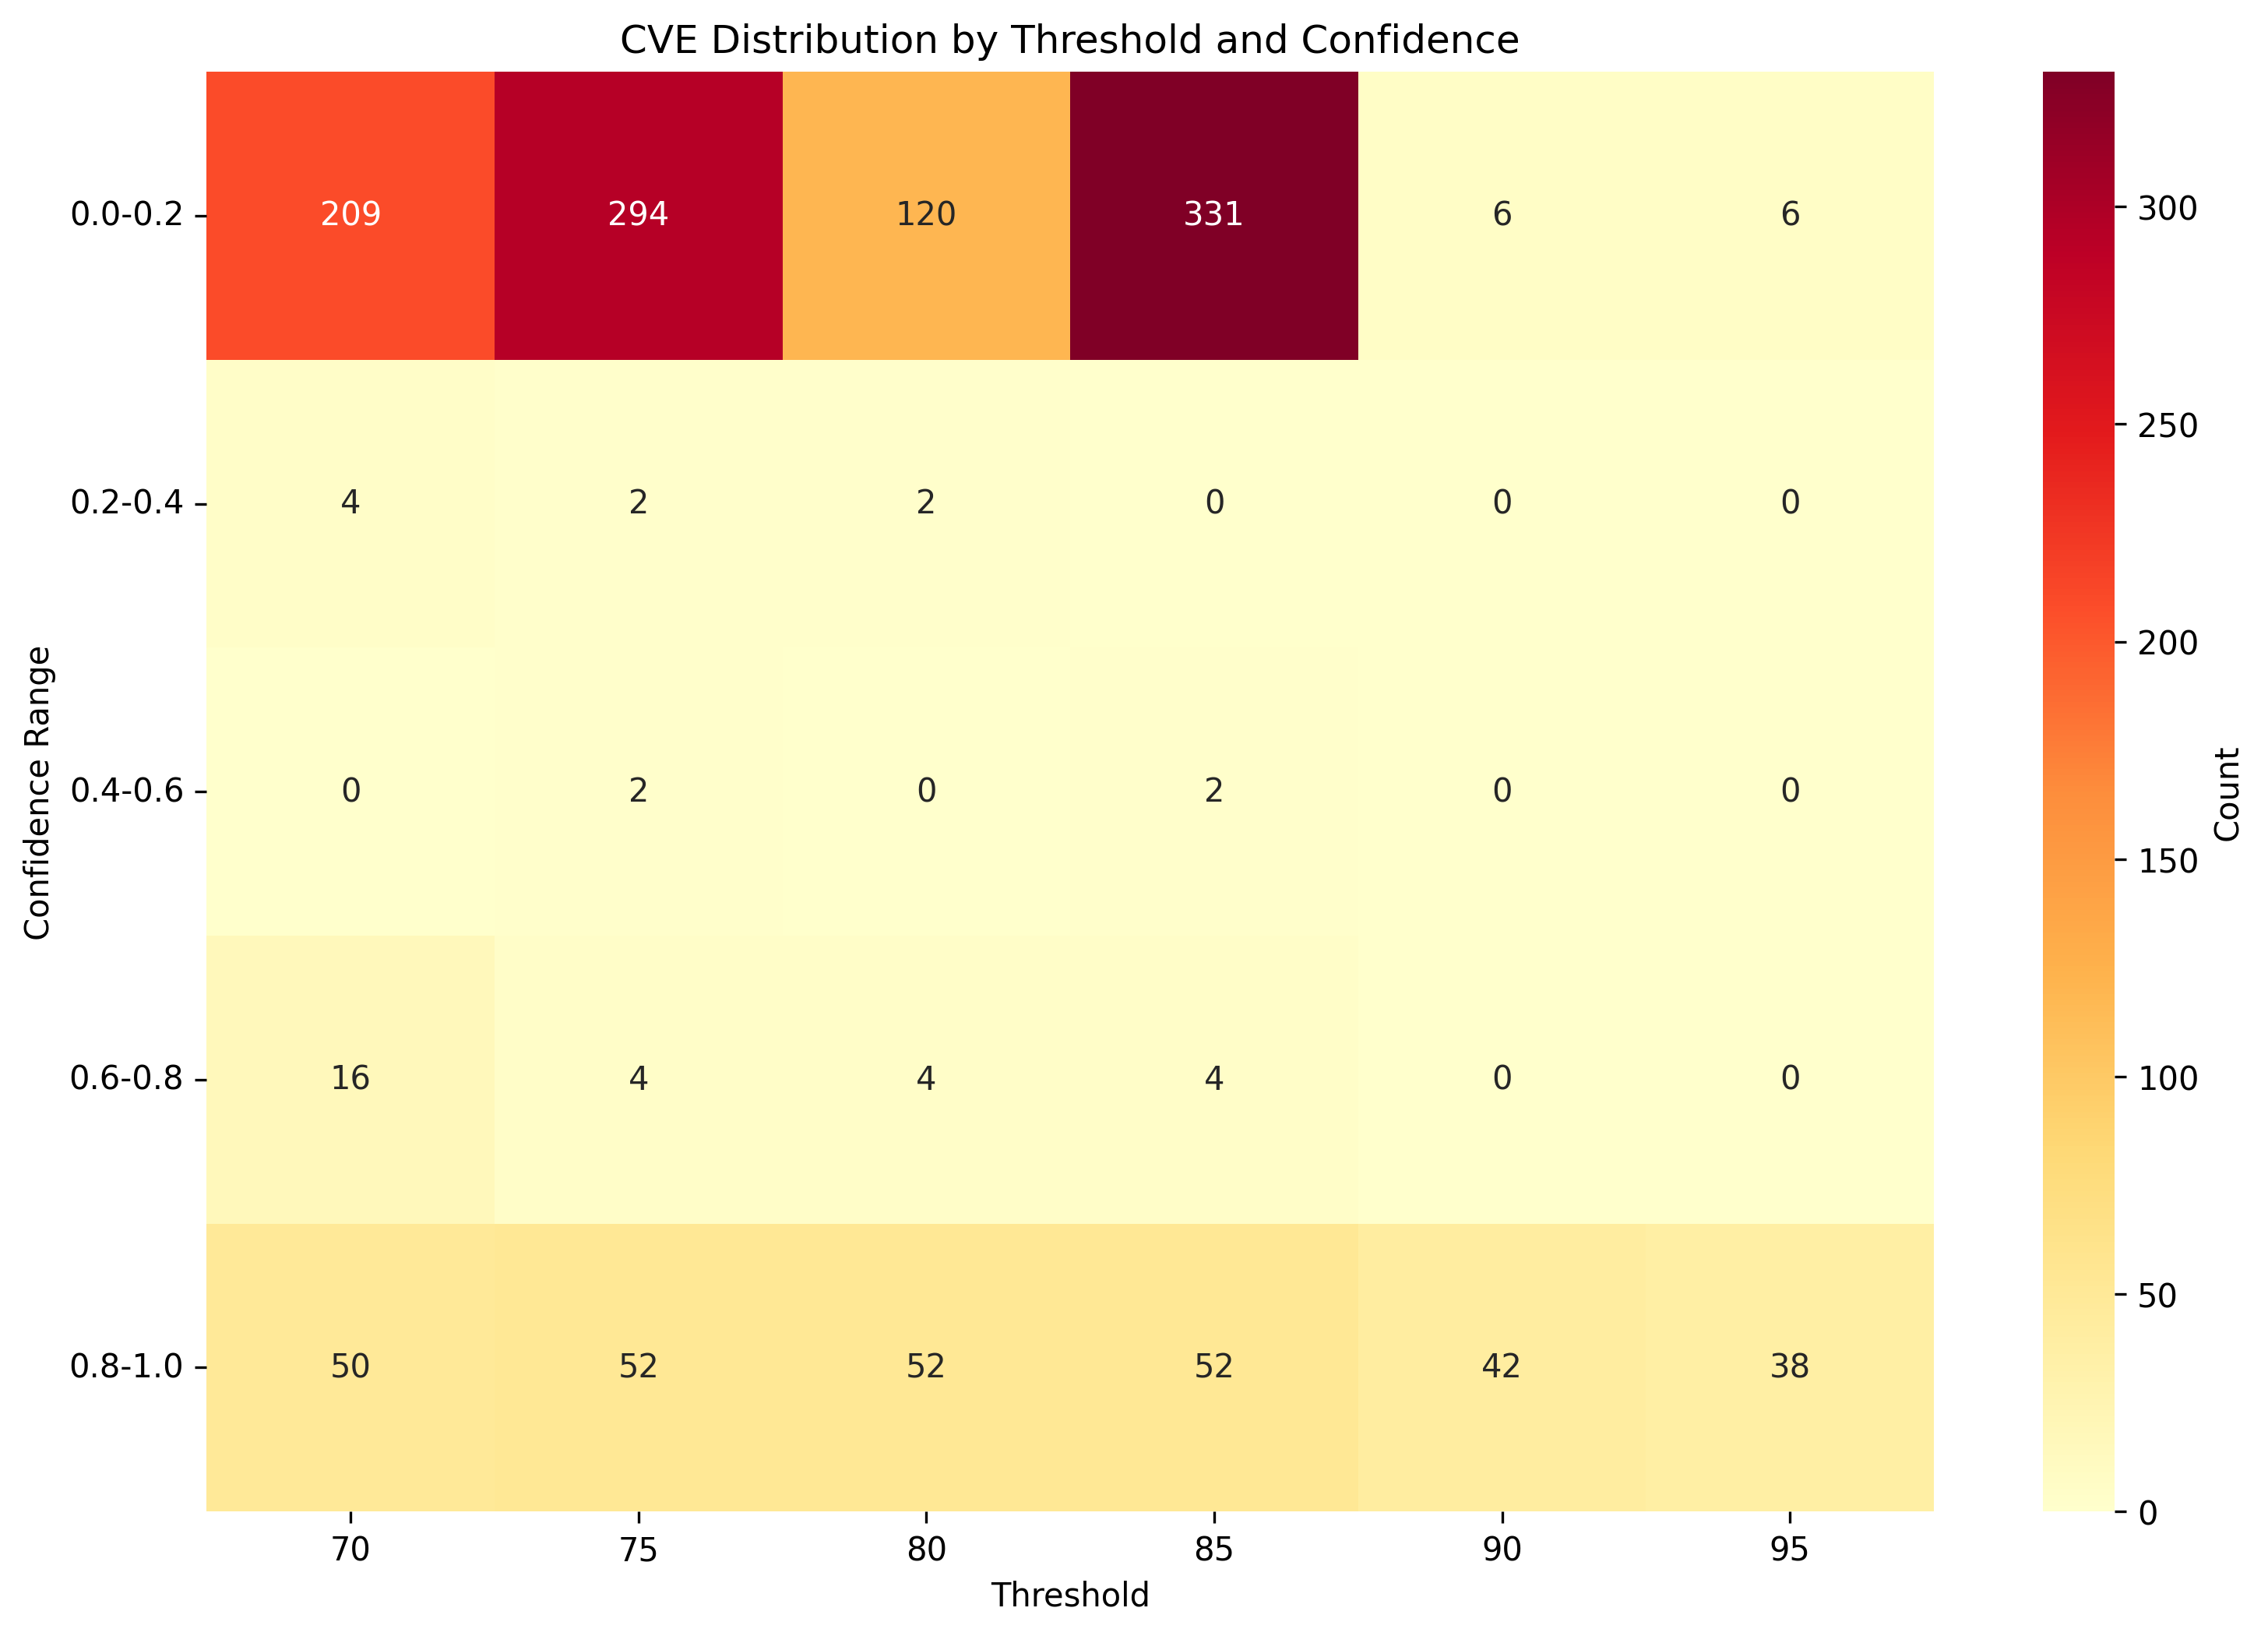 CVE Distribution by Threshold and Confidence
Confidence Range
0.0-0.2 209 294 120 331 6 6
0.2-0.4 4 2 2 0 0 0
0.4-0.6 0 2 0 2 0 0
0.6-0.8 16 4 4 4 0 0
0.8-1.0 50 52 52 52 42 38
70 75 80 85 90 95
Threshold
300
250
200
150
100
50
0
Count